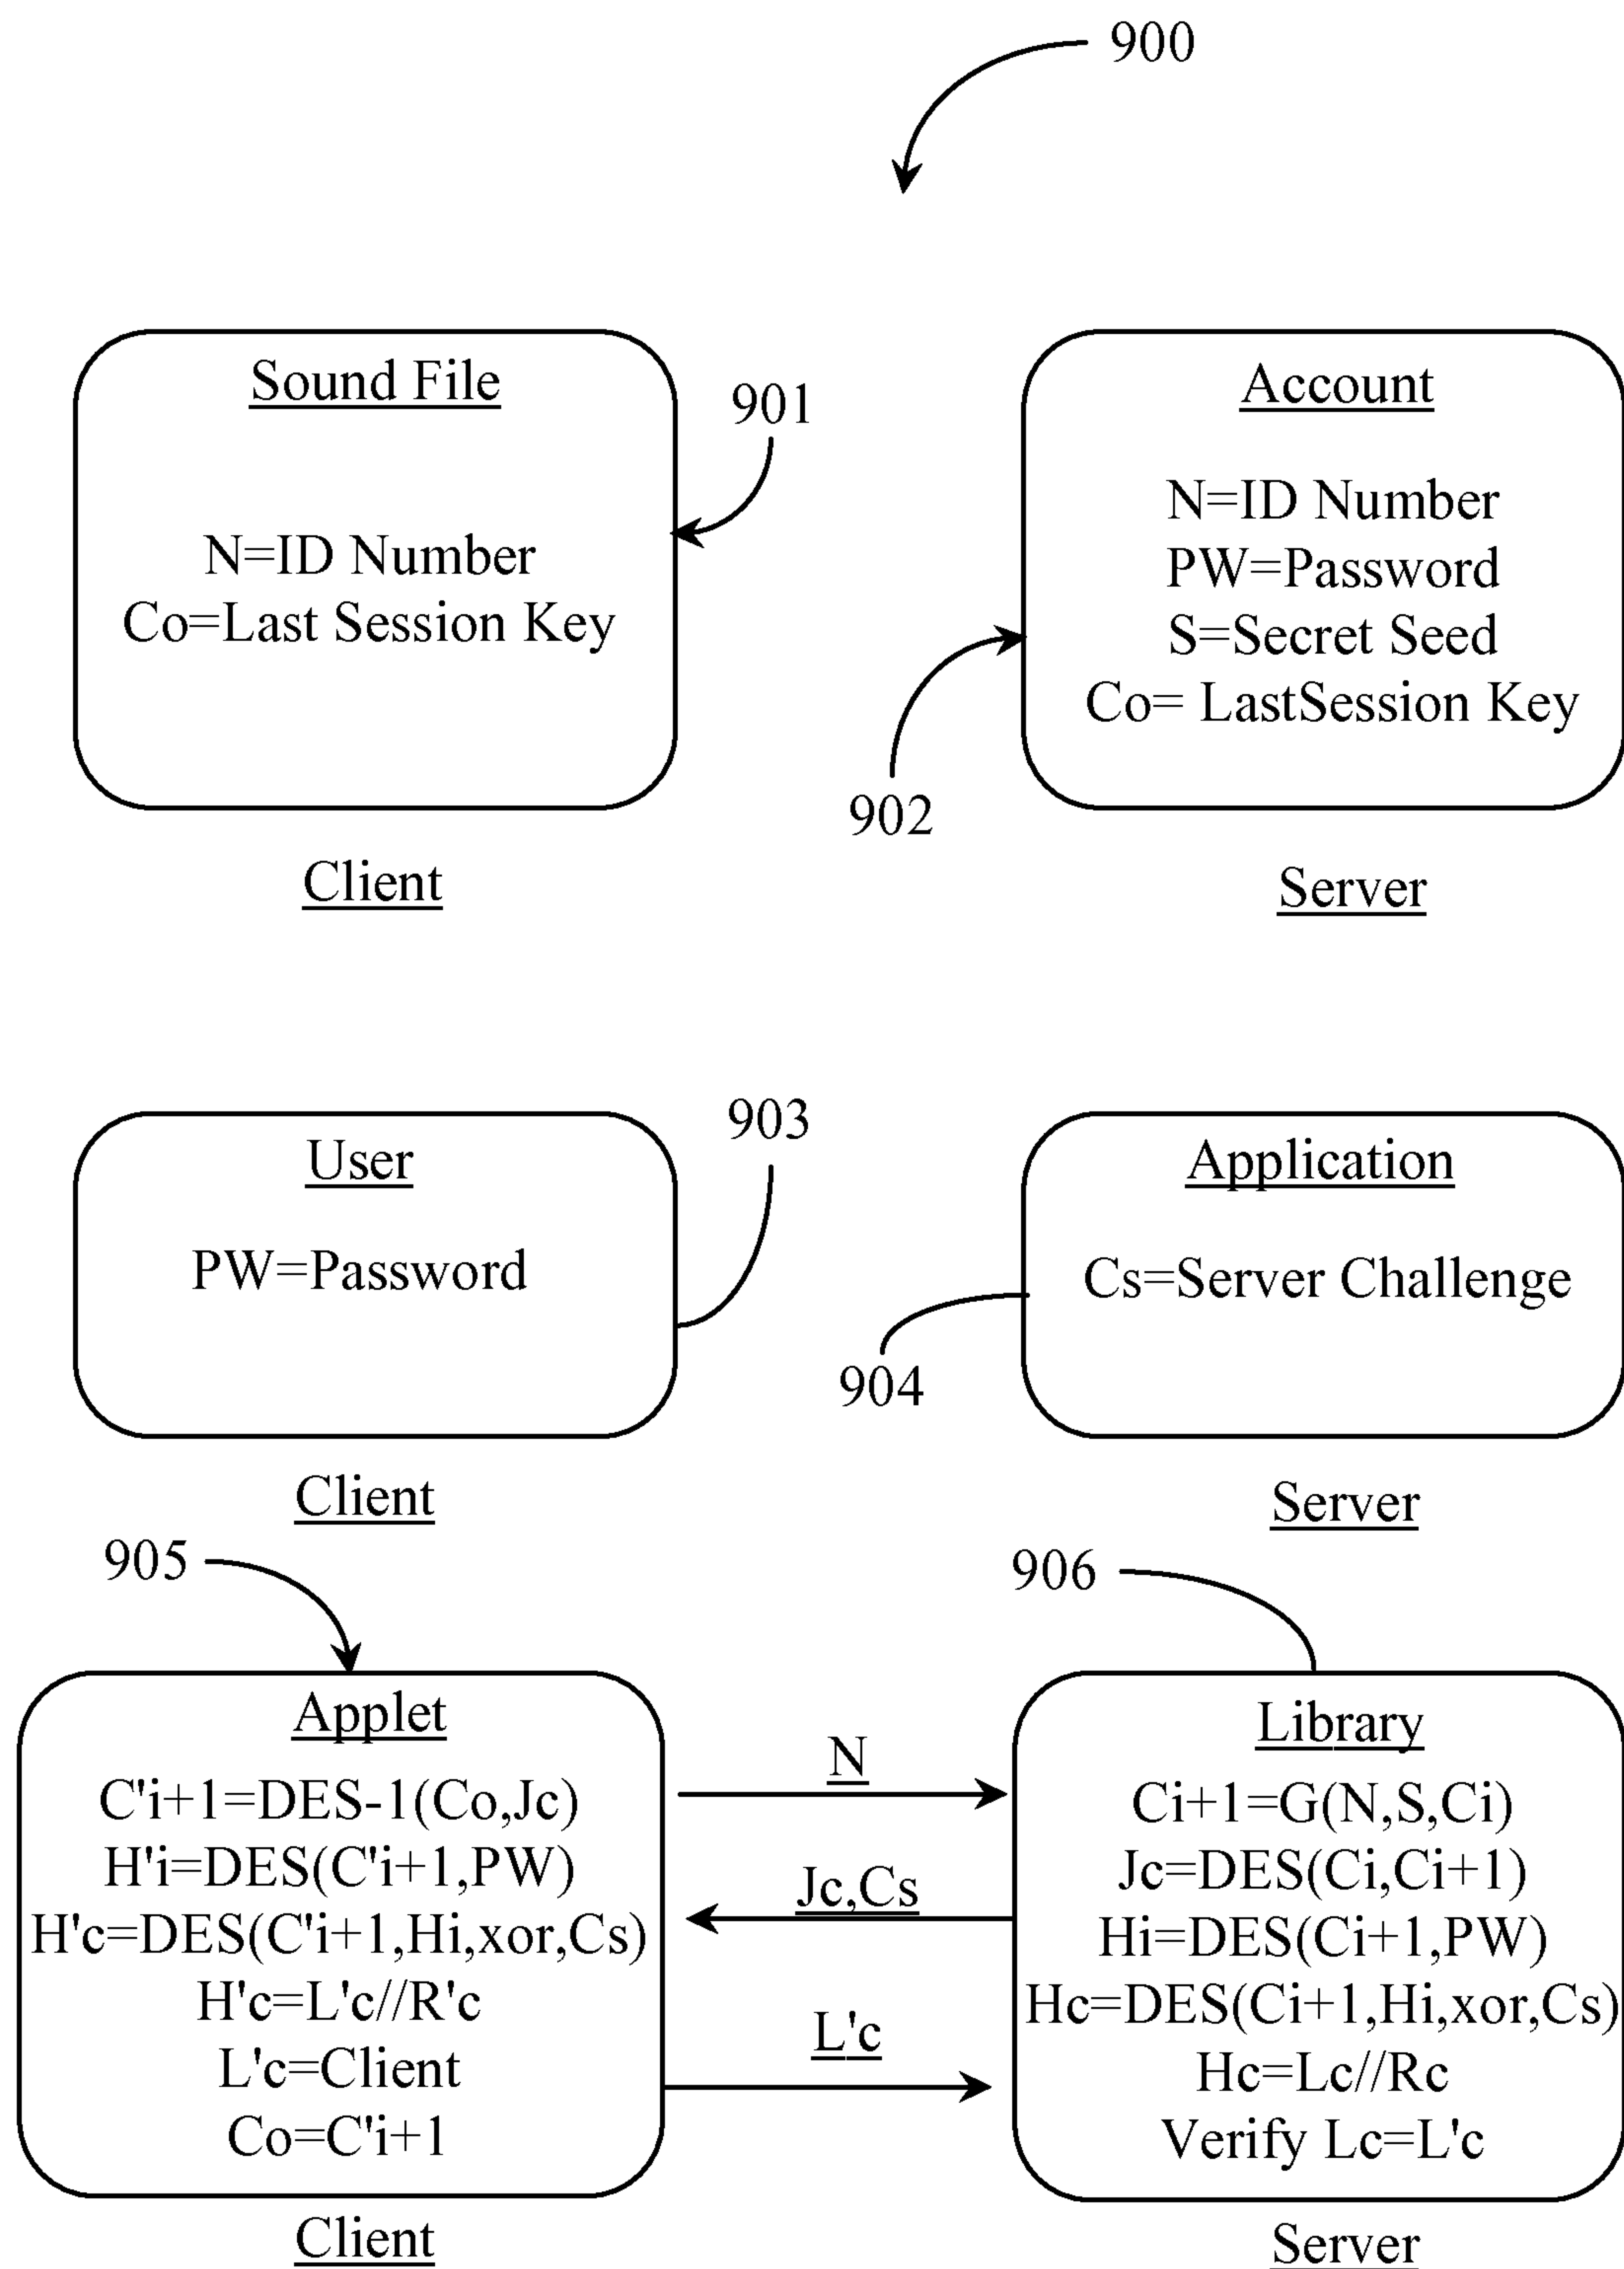 900
Sound File
N=ID Number
Co=Last Session Key
Client
901
Account
N=ID Number
PW=Password
S=Secret Seed
Co= LastSession Key
Server
902
User
PW=Password
Client
903
Application
Cs=Server Challenge
Server
904
905
Applet
C'i+1=DES-1(Co,Jc)
H'i=DES(C'i+1,PW)
H'c=DES(C'i+1,Hi,xor,Cs)
H'c=L'c//R'c
L'c=Client
Co=C'i+1
Client
N
Jc,Cs
L'c
906
Library
Ci+1=G(N,S,Ci)
Jc=DES(Ci,Ci+1)
Hi=DES(Ci+1,PW)
Hc=DES(Ci+1,Hi,xor,Cs)
Hc=Lc//Rc
Verify Lc=L'c
Server